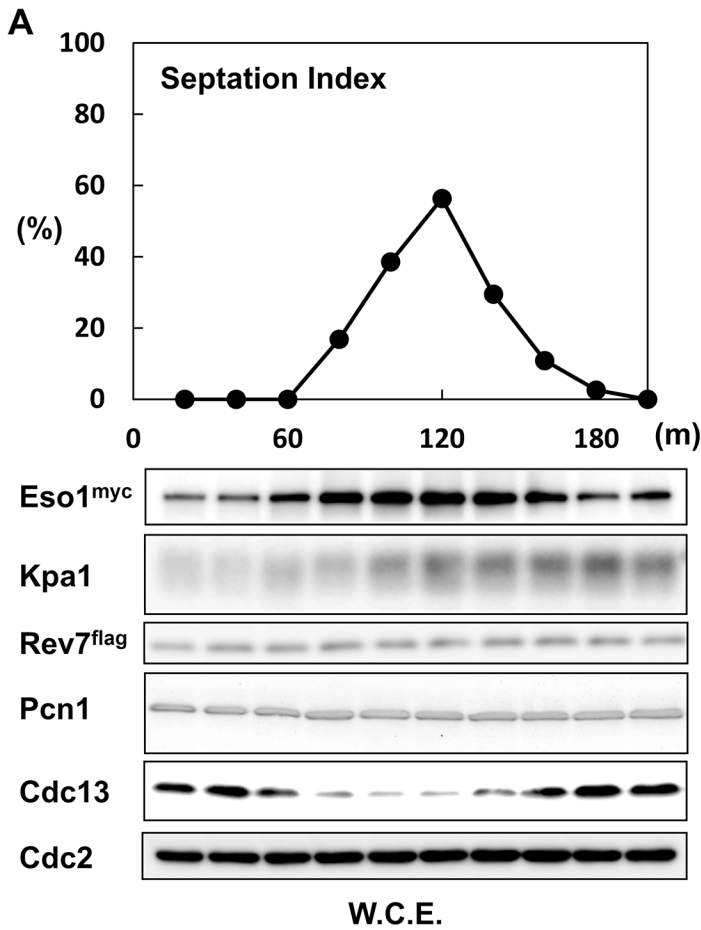 A
100
Septation Index
80
60
(%)
40
20
0
0 60 120 180 (m)
Eso1myc
Kpa1
Rev7flag
Pcn1
Cdc13
Cdc2
W.C.E.